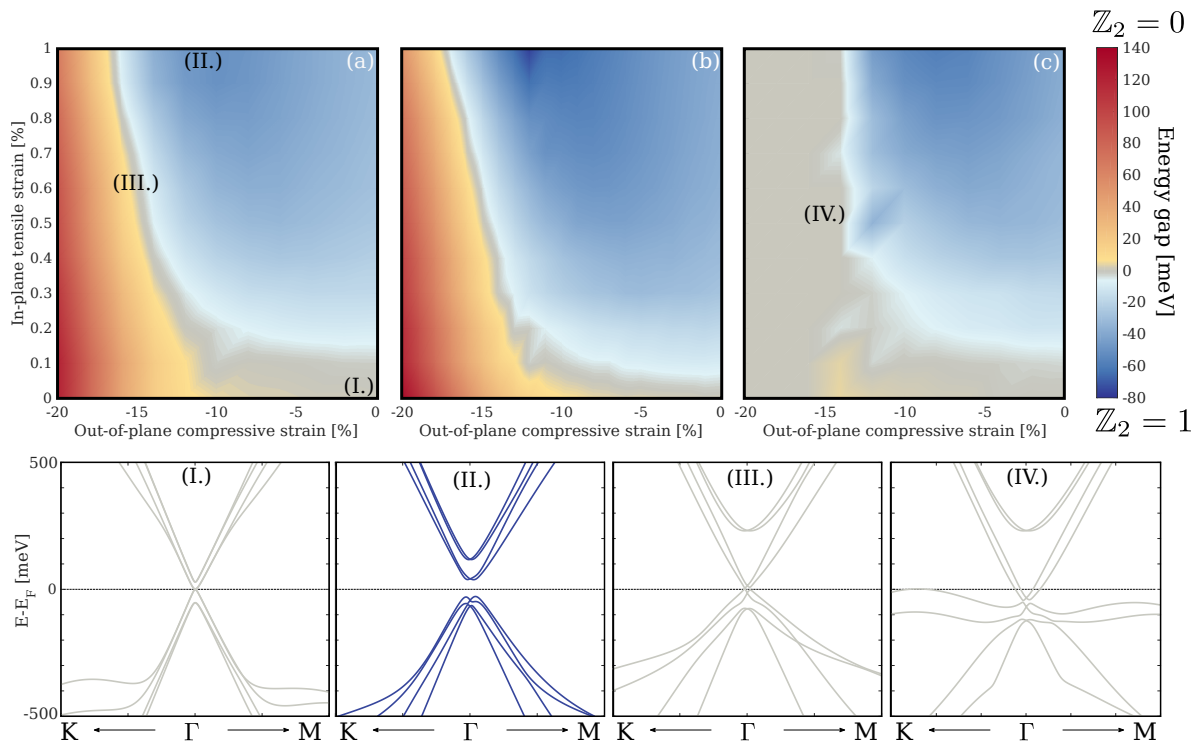 ℤ₂ = 0
(II.)
(a)
(III.)
(I.)
1
0.9
0.8
0.7
0.6
0.5
0.4
0.3
0.2
0.1
0
In-plane tensile strain [%]
-20
-15
-10
-5
0
Out-of-plane compressive strain [%]
(b)
-20
-15
-10
-5
0
Out-of-plane compressive strain [%]
(c)
(IV.)
-20
-15
-10
-5
0
Out-of-plane compressive strain [%]
140
120
100
80
60
40
20
0
-20
-40
-60
-80
Energy gap [meV]
ℤ₂ = 1
500
0
-500
E-E_F [meV]
(I.)
K ← Γ → M
(II.)
K ← Γ → M
(III.)
K ← Γ → M
(IV.)
K ← Γ → M